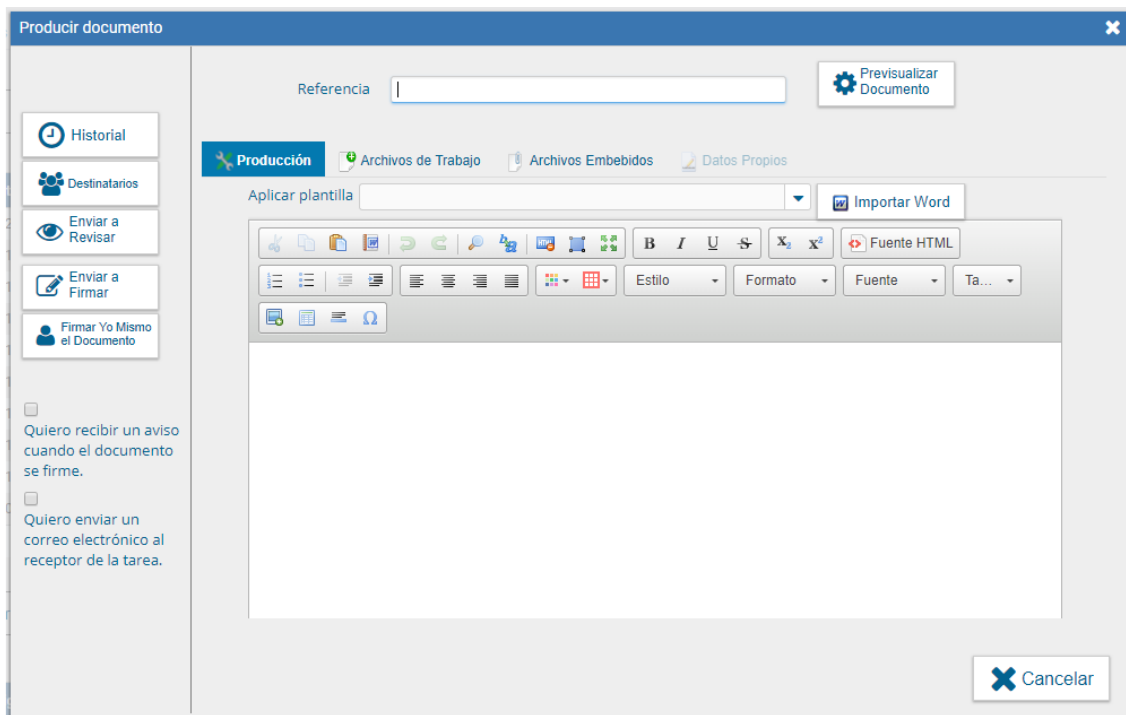 Producir documento
Referencia
Previsualizar
Documento
Historial
Destinatarios
Enviar a
Revisar
Enviar a
Firmar
Firmar Yo Mismo
el Documento
Quiero recibir un aviso
cuando el documento
se firme.
Quiero enviar un
correo electrónico al
receptor de la tarea.
Producción Archivos de Trabajo Archivos Embebidos Datos Propios
Aplicar plantilla Importar Word
B I U S X₂ X² Fuente HTML
Estilo Formato Fuente Ta...
Ω
Cancelar